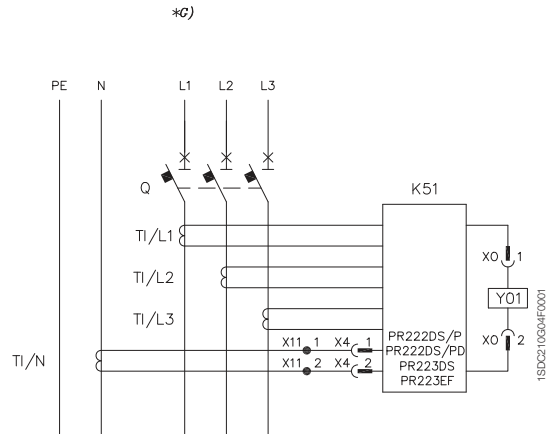 *G)
PE N L1 L2 L3
Q
K51
TI/L1
X0 1
TI/L2
Y01
TI/L3
X0 2
PR222DS/P
X11 1 X4 1
PR222DS/PD
TI/N
X11 2 X4 2
PR223DS
PR223EF
1SDC210G04F0001